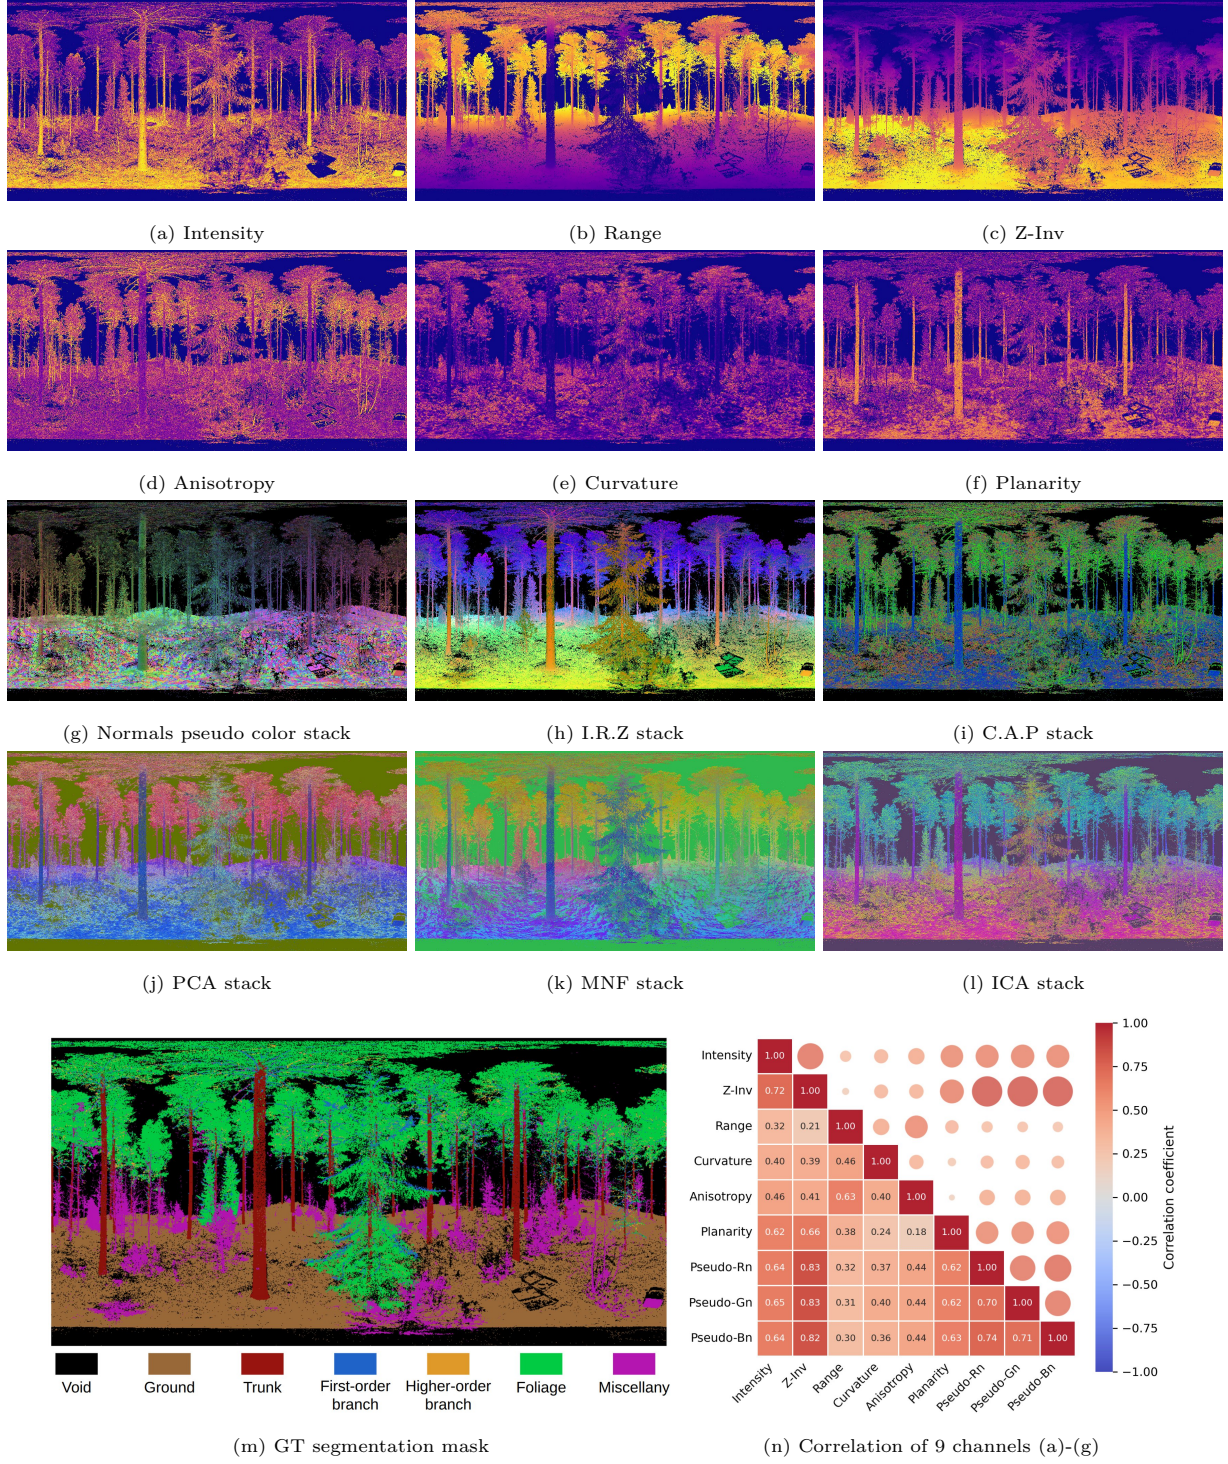 (a) Intensity
(b) Range
(c) Z-Inv
(d) Anisotropy
(e) Curvature
(f) Planarity
(g) Normals pseudo color stack
(h) I.R.Z stack
(i) C.A.P stack
(j) PCA stack
(k) MNF stack
(l) ICA stack
Void
Ground
Trunk
First-order
branch
Higher-order
branch
Foliage
Miscellany
(m) GT segmentation mask
Intensity 1.00
Z-Inv 0.72 1.00
Range 0.32 0.21 1.00
Curvature 0.40 0.39 0.46 1.00
Anisotropy 0.46 0.41 0.63 0.40 1.00
Planarity 0.62 0.66 0.38 0.24 0.18 1.00
Pseudo-Rn 0.64 0.83 0.32 0.37 0.44 0.62 1.00
Pseudo-Gn 0.65 0.83 0.31 0.40 0.44 0.62 0.70 1.00
Pseudo-Bn 0.64 0.82 0.30 0.36 0.44 0.63 0.74 0.71 1.00
Intensity
Z-Inv
Range
Curvature
Anisotropy
Planarity
Pseudo-Rn
Pseudo-Gn
Pseudo-Bn
1.00
0.75
0.50
0.25
0.00
−0.25
−0.50
−0.75
−1.00
Correlation coefficient
(n) Correlation of 9 channels (a)-(g)